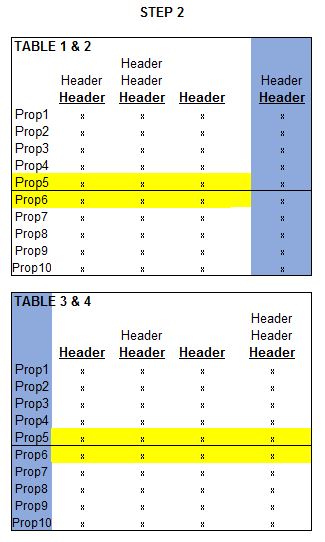 STEP 2
TABLE 1 & 2
Header
Header Header Header
Header Header Header Header
Prop1 x x x x
Prop2 x x x x
Prop3 x x x x
Prop4 x x x x
Prop5 x x x x
Prop6 x x x x
Prop7 x x x x
Prop8 x x x x
Prop9 x x x x
Prop10 x x x x
TABLE 3 & 4
Header
Header Header
Header Header Header Header
Prop1 x x x x
Prop2 x x x x
Prop3 x x x x
Prop4 x x x x
Prop5 x x x x
Prop6 x x x x
Prop7 x x x x
Prop8 x x x x
Prop9 x x x x
Prop10 x x x x